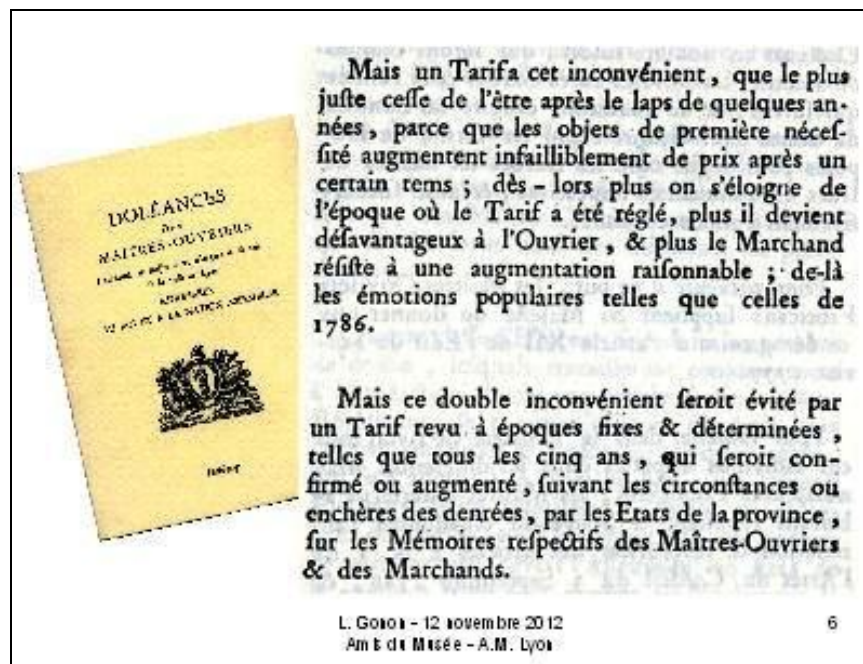 DOLÉANCES
DES
MAÎTRES-OUVRIERS
Mais un Tarif a cet inconvénient, que le plus
juſte ceſſe de l'être après le laps de quelques an-
nées, parce que les objets de première néceſ-
ſité augmentent infailliblement de prix après un
certain tems ; dès-lors plus on s'éloigne de
l'époque où le Tarif a été réglé, plus il devient
déſavantageux à l'Ouvrier, & plus le Marchand
réſiſte à une augmentation raiſonnable ; de-là
les émotions populaires telles que celles de
1786.
Mais ce double inconvénient ſeroit évité par
un Tarif revu à époques fixes & déterminées,
telles que tous les cinq ans, qui ſeroit con-
firmé ou augmenté, ſuivant les circonſtances ou
enchères des denrées, par les Etats de la province,
ſur les Mémoires reſpectifs des Maîtres-Ouvriers
& des Marchands.
L. Gonon – 12 novembre 2012
Amis du Musée – A.M. Lyon
6